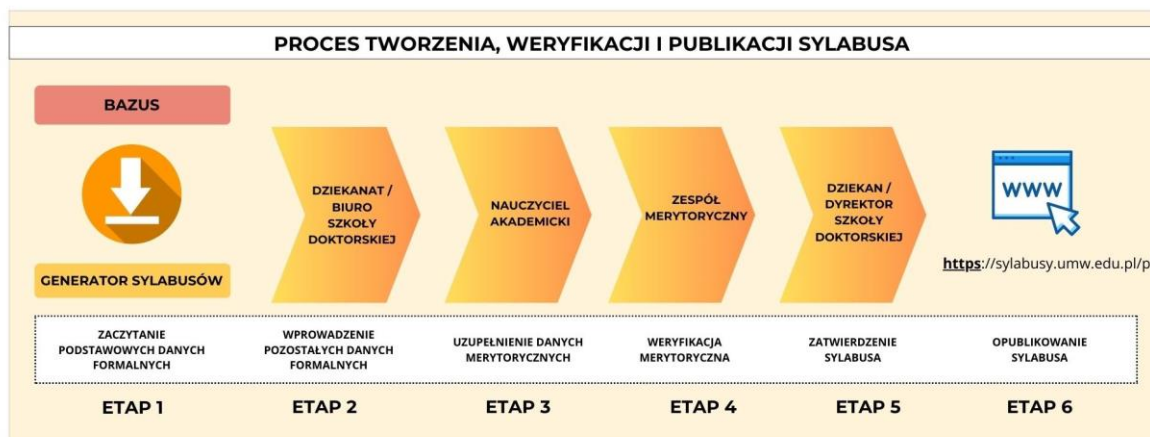 PROCES TWORZENIA, WERYFIKACJI I PUBLIKACJI SYLABUSA
BAZUS
GENERATOR SYLABUSÓW
DZIEKANAT /
BIURO
SZKOŁY
DOKTORSKIEJ
NAUCZYCIEL
AKADEMICKI
ZESPÓŁ
MERYTORYCZNY
DZIEKAN /
DYREKTOR
SZKOŁY
DOKTORSKIEJ
WWW
https://sylabusy.umw.edu.pl/p
ZACZYTANIE
PODSTAWOWYCH DANYCH
FORMALNYCH
WPROWADZENIE
POZOSTAŁYCH DANYCH
FORMALNYCH
UZUPEŁNIENIE DANYCH
MERYTORYCZNYCH
WERYFIKACJA
MERYTORYCZNA
ZATWIERDZENIE
SYLABUSA
OPUBLIKOWANIE
SYLABUSA
ETAP 1
ETAP 2
ETAP 3
ETAP 4
ETAP 5
ETAP 6